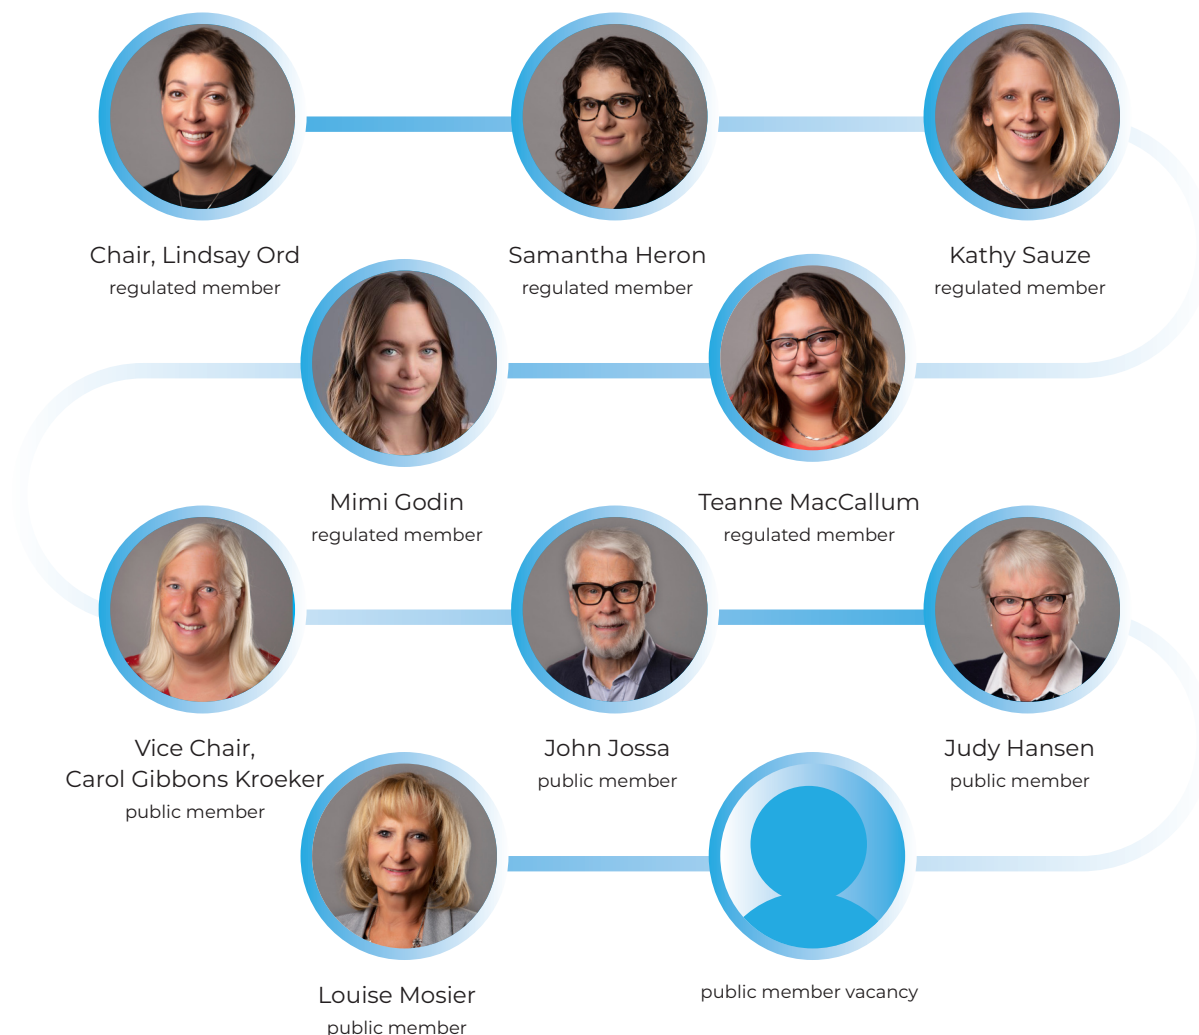 Chair, Lindsay Ord
regulated member
Samantha Heron
regulated member
Kathy Sauze
regulated member
Mimi Godin
regulated member
Teanne MacCallum
regulated member
Vice Chair,
Carol Gibbons Kroeker
public member
John Jossa
public member
Judy Hansen
public member
Louise Mosier
public member
public member vacancy